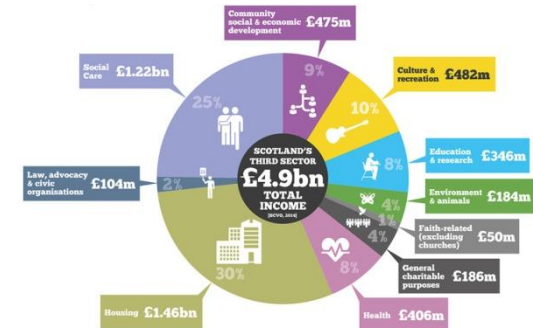 Community
social & economic
development
£475m
9%
Culture &
recreation
£482m
10%
Education
& research
£346m
8%
Environment
& animals
£184m
4%
Faith-related
(excluding
churches)
£50m
1%
General
charitable
purposes
£186m
4%
Health £406m
8%
Housing £1.46bn
30%
Law, advocacy
& civic
organisations
£104m
2%
Social
Care
£1.22bn
25%
SCOTLAND'S
THIRD SECTOR
£4.9bn
TOTAL
INCOME
[SCVO, 2014]